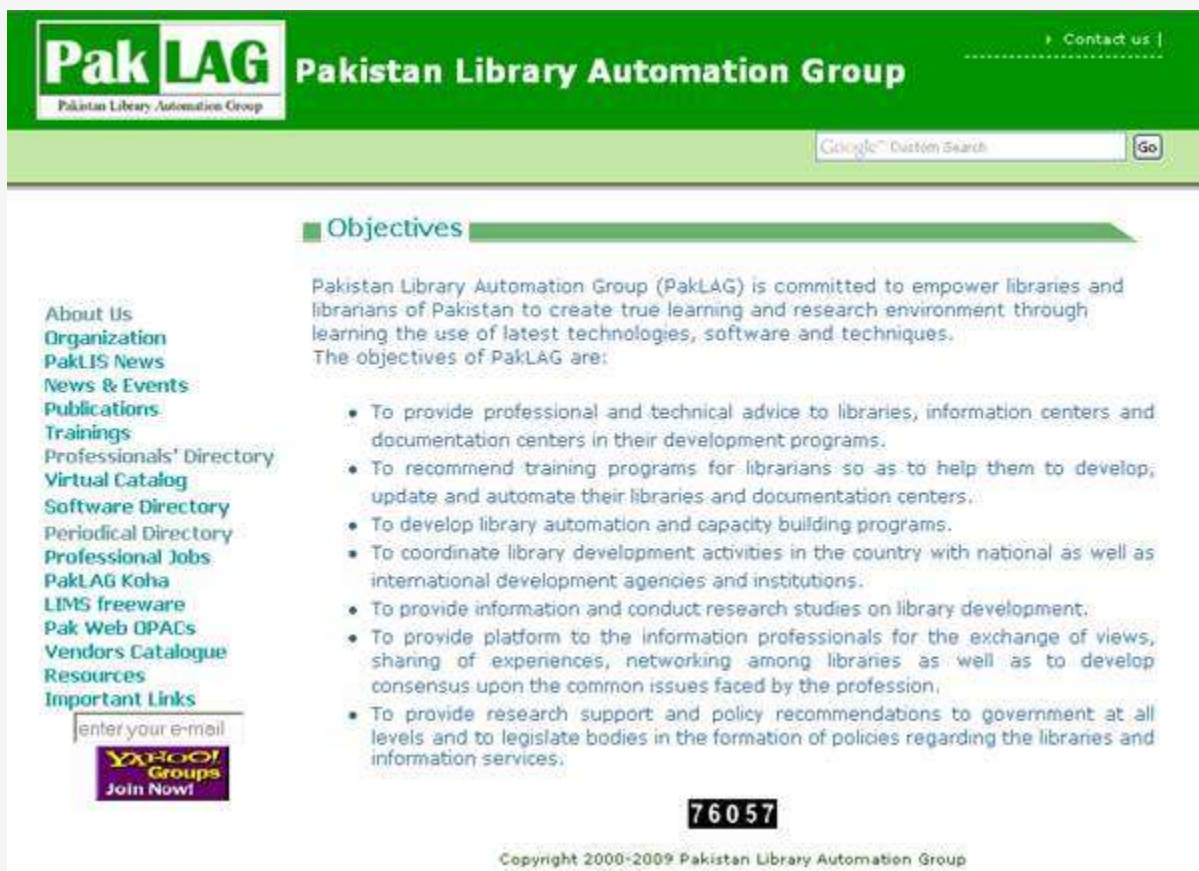 Pak LAG
Pakistan Library Automation Group
Pakistan Library Automation Group
Contact us |
Google™ Custom Search
Go
Objectives
Pakistan Library Automation Group (PakLAG) is committed to empower libraries and
librarians of Pakistan to create true learning and research environment through
learning the use of latest technologies, software and techniques.
The objectives of PakLAG are:
• To provide professional and technical advice to libraries, information centers and
documentation centers in their development programs.
• To recommend training programs for librarians so as to help them to develop,
update and automate their libraries and documentation centers.
• To develop library automation and capacity building programs.
• To coordinate library development activities in the country with national as well as
international development agencies and institutions.
• To provide information and conduct research studies on library development.
• To provide platform to the information professionals for the exchange of views,
sharing of experiences, networking among libraries as well as to develop
consensus upon the common issues faced by the profession.
• To provide research support and policy recommendations to government at all
levels and to legislate bodies in the formation of policies regarding the libraries and
information services.
About Us
Organization
PakLIS News
News & Events
Publications
Trainings
Professionals' Directory
Virtual Catalog
Software Directory
Periodical Directory
Professional Jobs
PakLAG Koha
LIMS freeware
Pak Web OPACs
Vendors Catalogue
Resources
Important Links
enter your e-mail
YAHOO!
Groups
Join Now!
76057
Copyright 2000-2009 Pakistan Library Automation Group